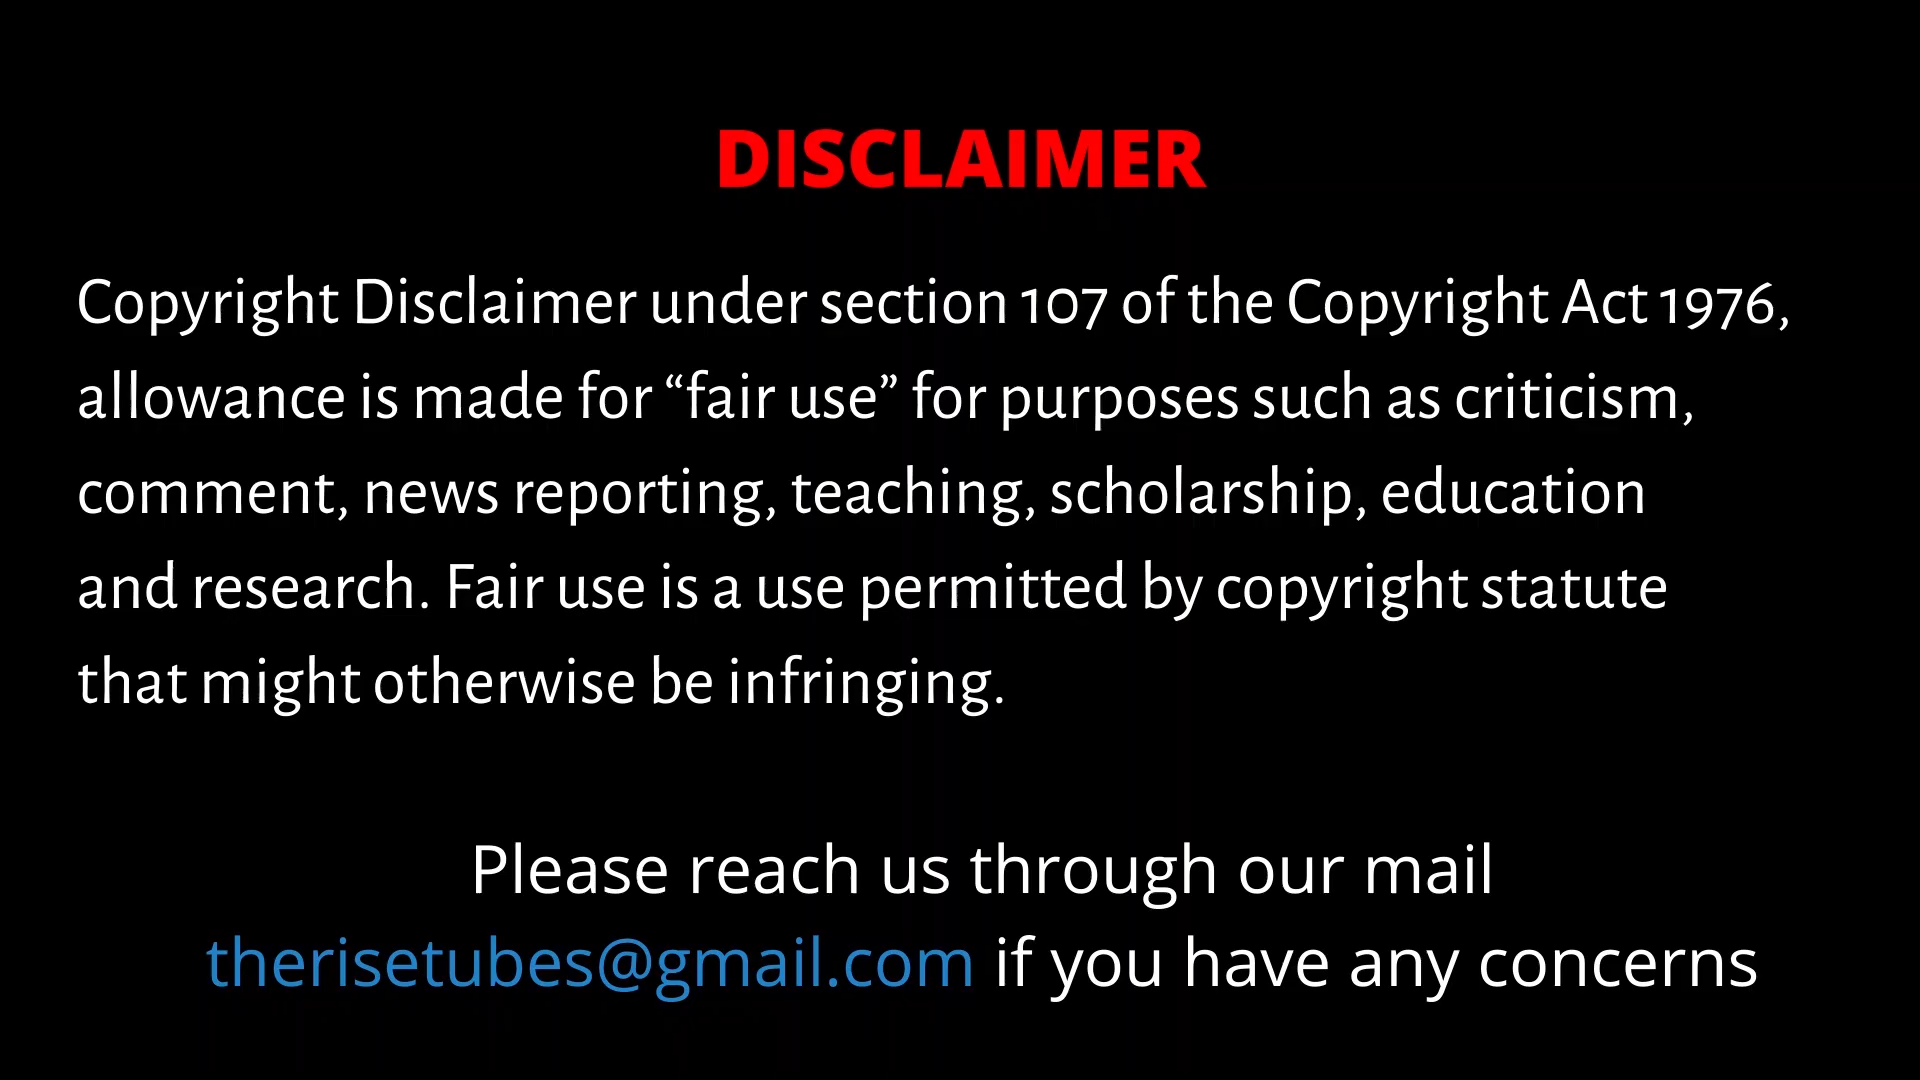 DISCLAIMER
Copyright Disclaimer under section 107 of the Copyright Act 1976,
allowance is made for “fair use” for purposes such as criticism,
comment, news reporting, teaching, scholarship, education
and research. Fair use is a use permitted by copyright statute
that might otherwise be infringing.
Please reach us through our mail
therisetubes@gmail.com if you have any concerns